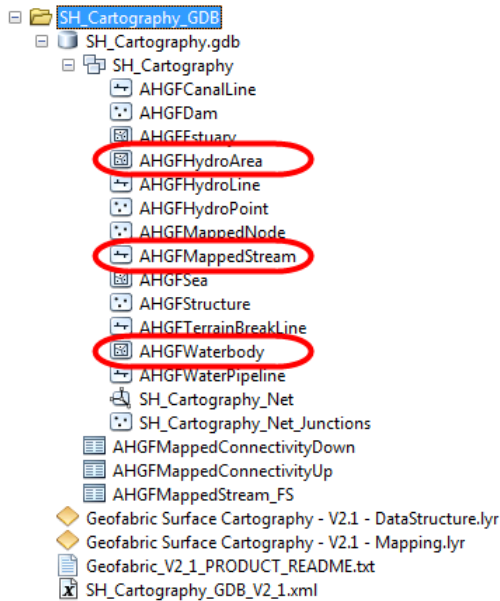 SH_Cartography_GDB
SH_Cartography.gdb
SH_Cartography
AHGFCanalLine
AHGFDam
AHGFEstuary
AHGFHydroArea
AHGFHydroLine
AHGFHydroPoint
AHGFMappedNode
AHGFMappedStream
AHGFSea
AHGFStructure
AHGFTerrainBreakLine
AHGFWaterbody
AHGFWaterPipeline
SH_Cartography_Net
SH_Cartography_Net_Junctions
AHGFMappedConnectivityDown
AHGFMappedConnectivityUp
AHGFMappedStream_FS
Geofabric Surface Cartography - V2.1 - DataStructure.lyr
Geofabric Surface Cartography - V2.1 - Mapping.lyr
Geofabric_V2_1_PRODUCT_README.txt
SH_Cartography_GDB_V2_1.xml